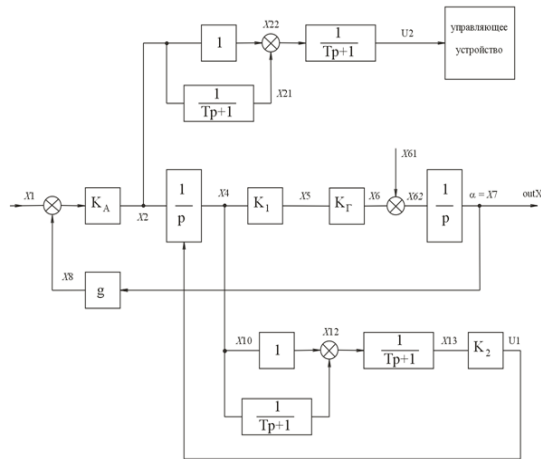 X22
1
1
Tp+1
U2
управляющее
устройство
1
Tp+1
X21
X61
X1
K_A
X2
1
p
X4
K_1
X5
K_Г
X6
X62
1
p
α = X7
outX
X8
g
X10
1
X12
1
Tp+1
X13
K_2
U1
1
Tp+1